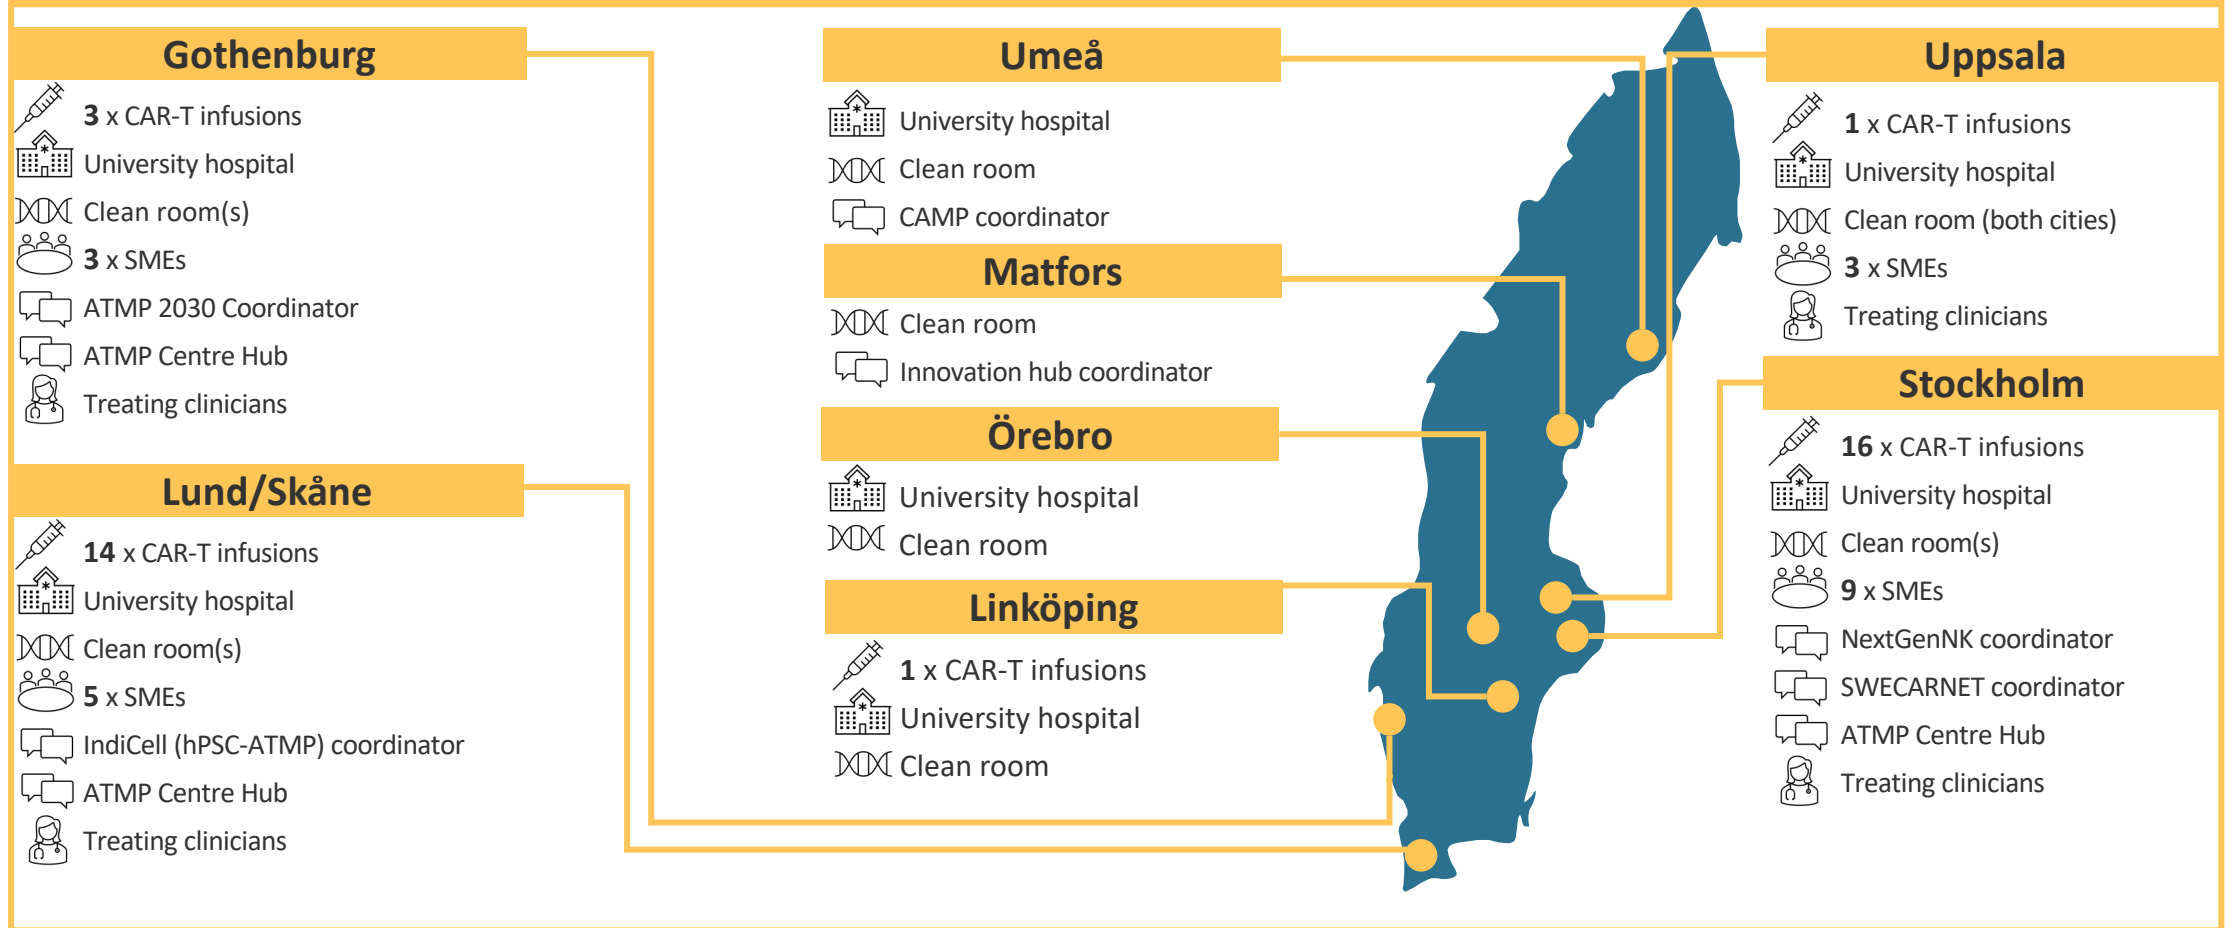 Gothenburg
3 x CAR-T infusions
University hospital
Clean room(s)
3 x SMEs
ATMP 2030 Coordinator
ATMP Centre Hub
Treating clinicians
Lund/Skåne
14 x CAR-T infusions
University hospital
Clean room(s)
5 x SMEs
IndiCell (hPSC-ATMP) coordinator
ATMP Centre Hub
Treating clinicians
Umeå
University hospital
Clean room
CAMP coordinator
Matfors
Clean room
Innovation hub coordinator
Örebro
University hospital
Clean room
Linköping
1 x CAR-T infusions
University hospital
Clean room
Uppsala
1 x CAR-T infusions
University hospital
Clean room (both cities)
3 x SMEs
Treating clinicians
Stockholm
16 x CAR-T infusions
University hospital
Clean room(s)
9 x SMEs
NextGenNK coordinator
SWECARNET coordinator
ATMP Centre Hub
Treating clinicians